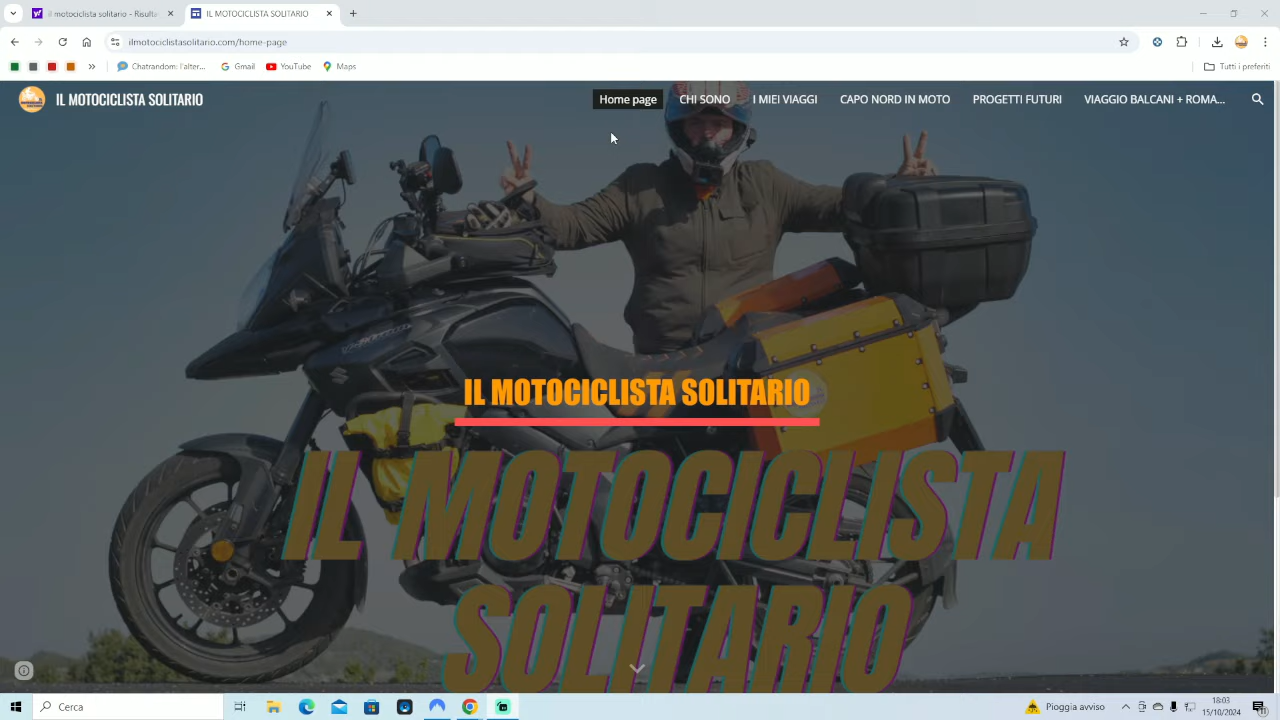 il motociclista solitario - Risulta
IL MOTOCICLISTA SOLITARIO
ilmotociclistasolitario.com/home-page
Chatrandom: l'alter...
Gmail
YouTube
Maps
Tutti i preferiti
IL MOTOCICLISTA SOLITARIO
Home page
CHI SONO
I MIEI VIAGGI
CAPO NORD IN MOTO
PROGETTI FUTURI
VIAGGIO BALCANI + ROMA...
IL MOTOCICLISTA SOLITARIO
IL MOTOCICLISTA
SOLITARIO
Cerca
Pioggia avviso
18:03
15/10/2024